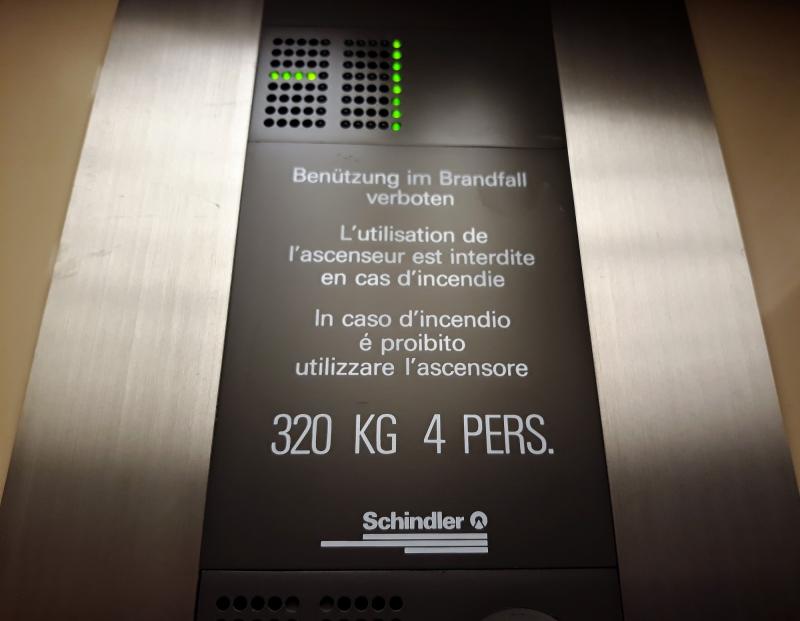 -1
Benützung im Brandfall
verboten
L'utilisation de
l'ascenseur est interdite
en cas d'incendie
In caso d'incendio
é proibito
utilizzare l'ascensore
320 KG 4 PERS.
Schindler